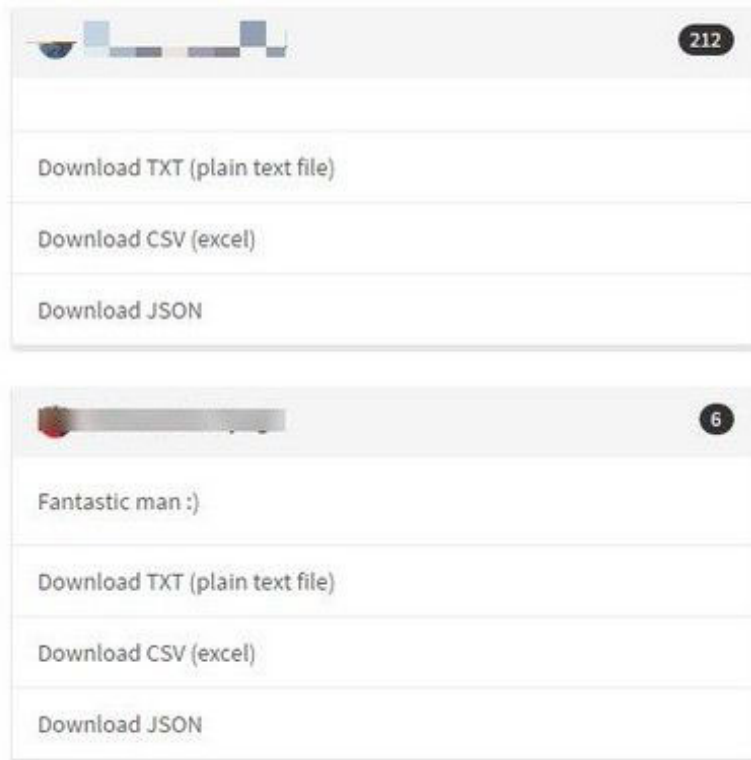 212
Download TXT (plain text file)
Download CSV (excel)
Download JSON
6
Fantastic man :)
Download TXT (plain text file)
Download CSV (excel)
Download JSON